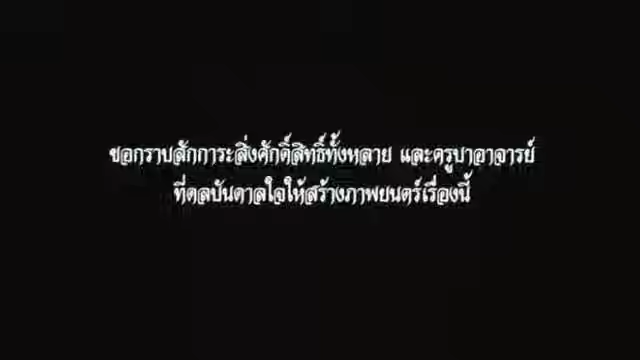 ขอกราบสักการะสิ่งศักดิ์สิทธิ์ทั้งหลาย และครูบาอาจารย์
ที่ดลบันดาลใจให้สร้างภาพยนตร์เรื่องนี้